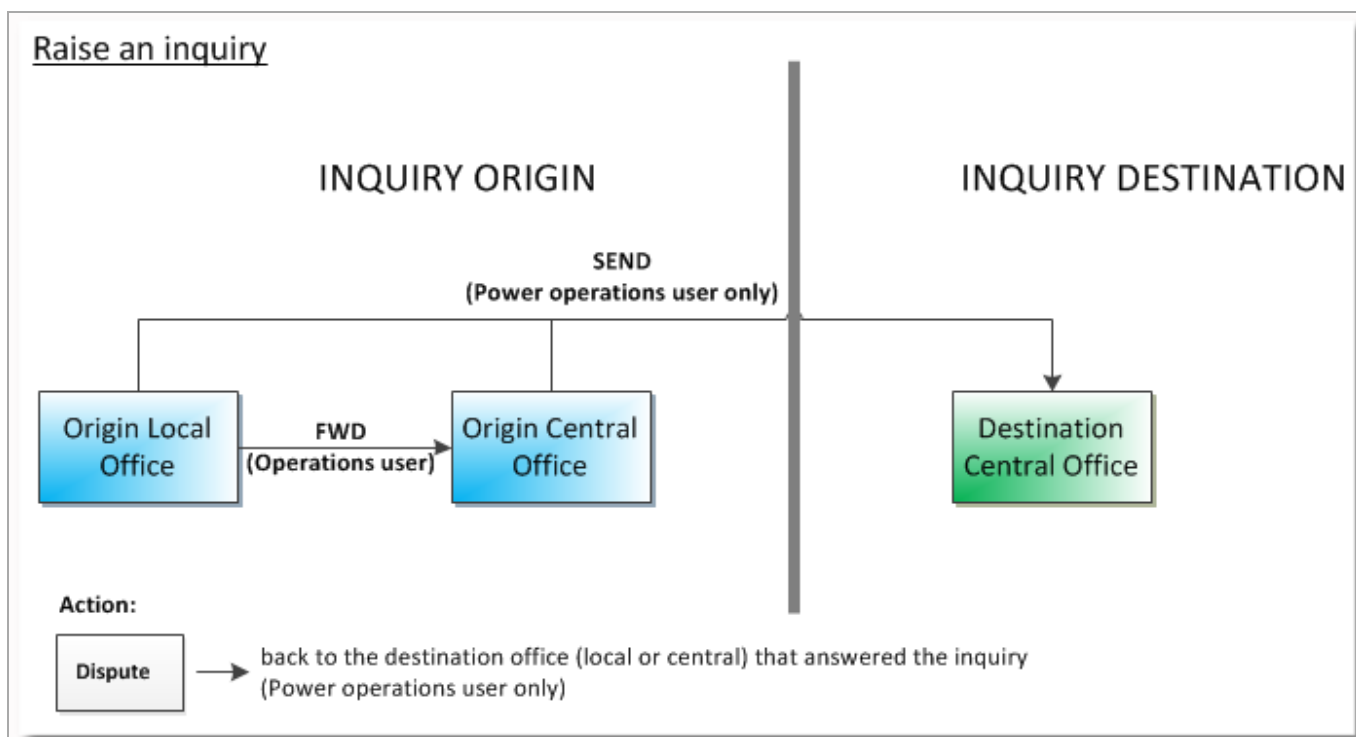 Raise an inquiry
INQUIRY ORIGIN
INQUIRY DESTINATION
SEND
(Power operations user only)
Origin Local
Office
FWD
(Operations user)
Origin Central
Office
Destination
Central Office
Action:
Dispute
back to the destination office (local or central) that answered the inquiry
(Power operations user only)